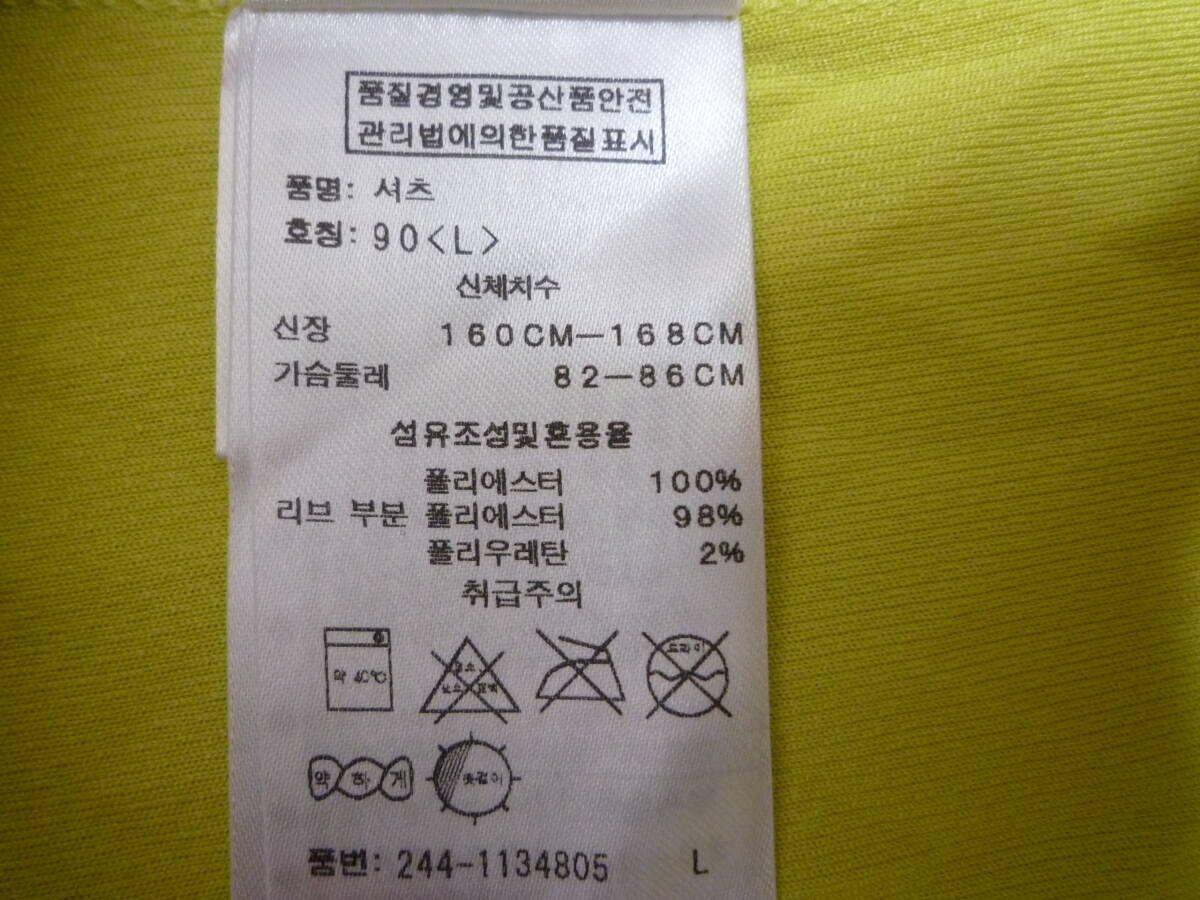 품질경영및공산품안전
관리법에의한품질표시
품명: 셔츠
호칭: 90<L>
신체치수
신장 160CM—168CM
가슴둘레 82—86CM
섬유조성및혼용율
폴리에스터 100%
리브 부분 폴리에스터 98%
폴리우레탄 2%
취급주의
약 40℃
드라이
약하게
옷걸이
품번: 244-1134805 L